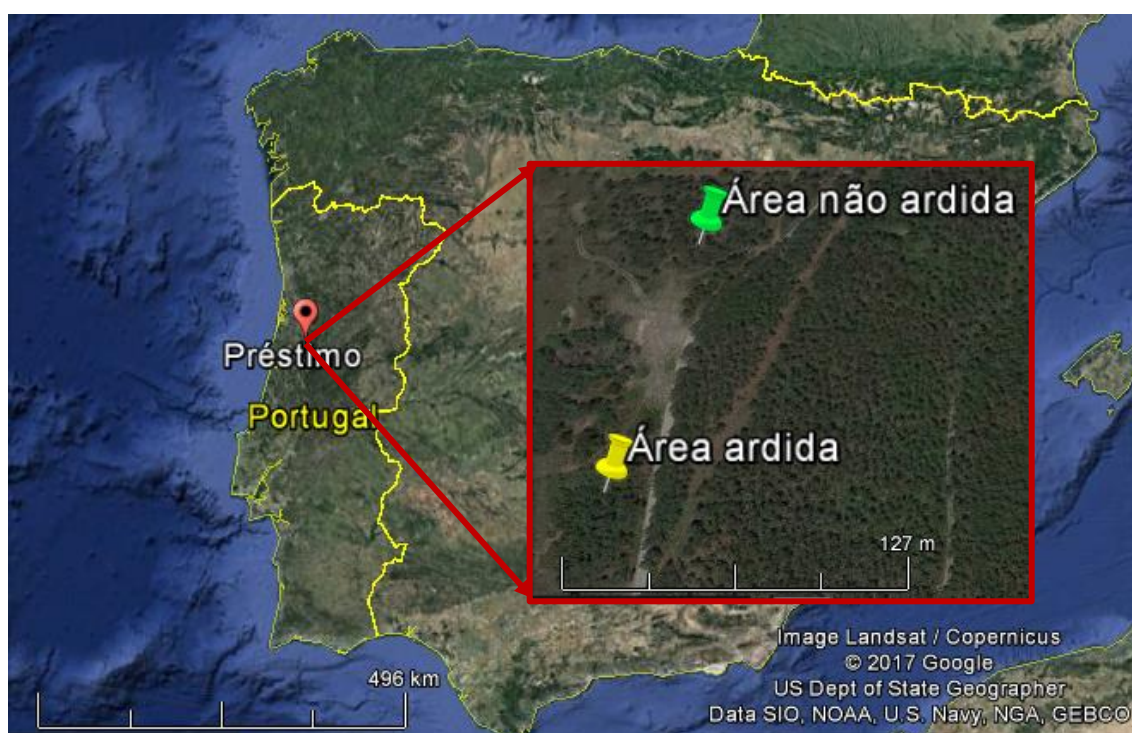 Área não ardida
Préstimo
Portugal
Área ardida
127 m
496 km
Image Landsat / Copernicus
© 2017 Google
US Dept of State Geographer
Data SIO, NOAA, U.S. Navy, NGA, GEBCO